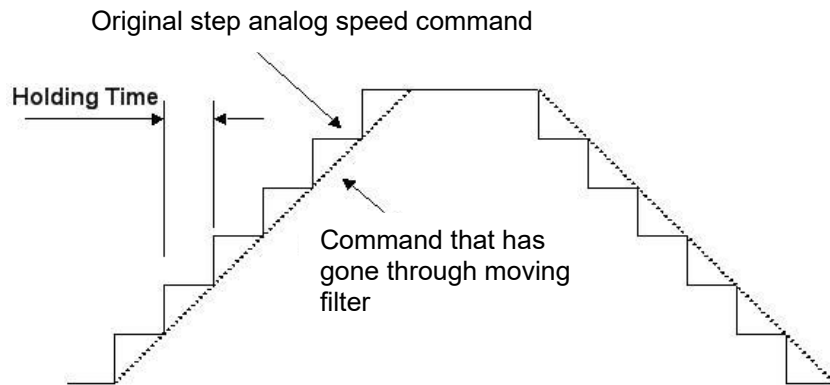 Original step analog speed command
Holding Time
Command that has
gone through moving
filter